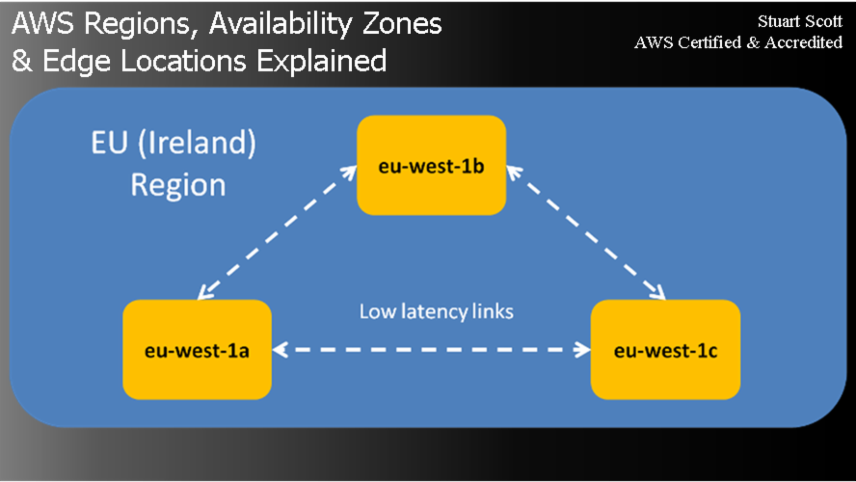 AWS Regions, Availability Zones
& Edge Locations Explained
Stuart Scott
AWS Certified & Accredited
EU (Ireland)
Region
eu-west-1b
Low latency links
eu-west-1a
eu-west-1c